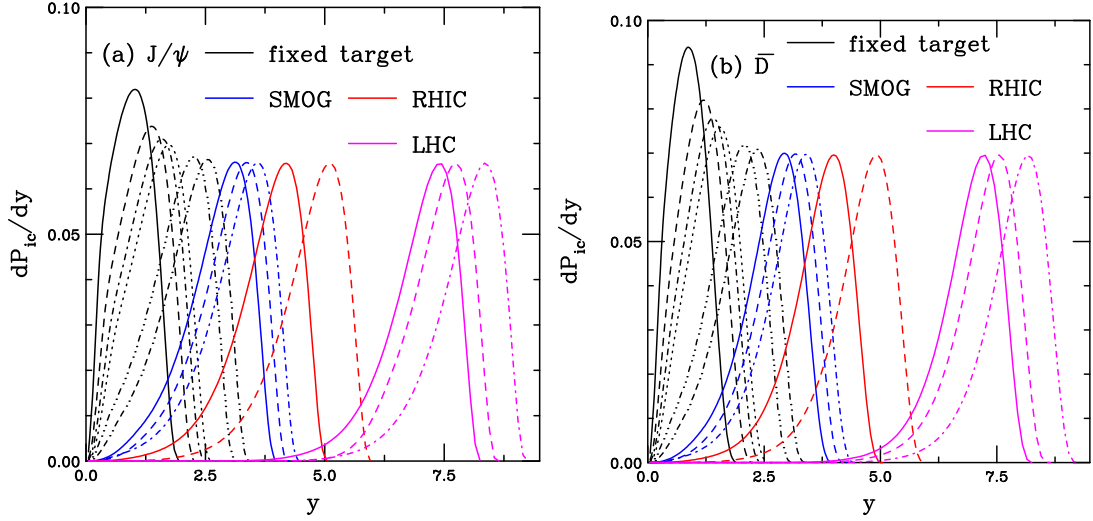 0.10
(a) J/ψ
fixed target
SMOG
RHIC
LHC
0.05
0.00
dP_ic/dy
0.0 2.5 5.0 7.5
y
0.10
(b) D̅
fixed target
SMOG
RHIC
LHC
0.05
0.00
dP_ic/dy
0.0 2.5 5.0 7.5
y